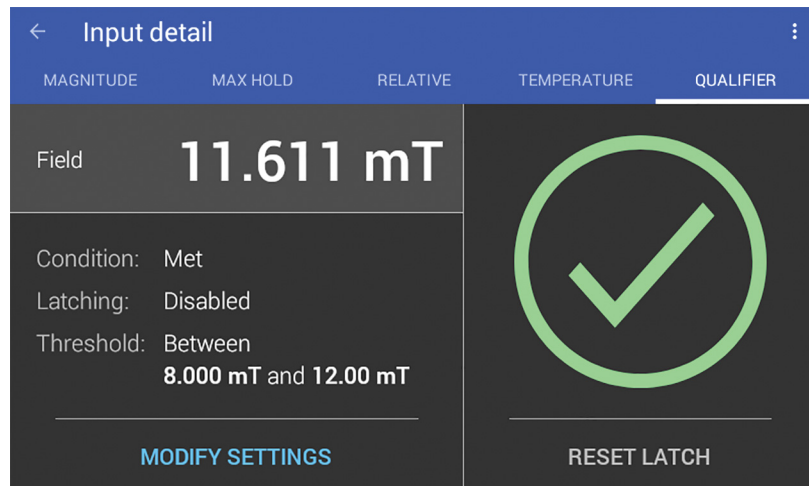 Input detail
MAGNITUDE MAX HOLD RELATIVE TEMPERATURE QUALIFIER
Field 11.611 mT
Condition: Met
Latching: Disabled
Threshold: Between
8.000 mT and 12.00 mT
MODIFY SETTINGS
RESET LATCH